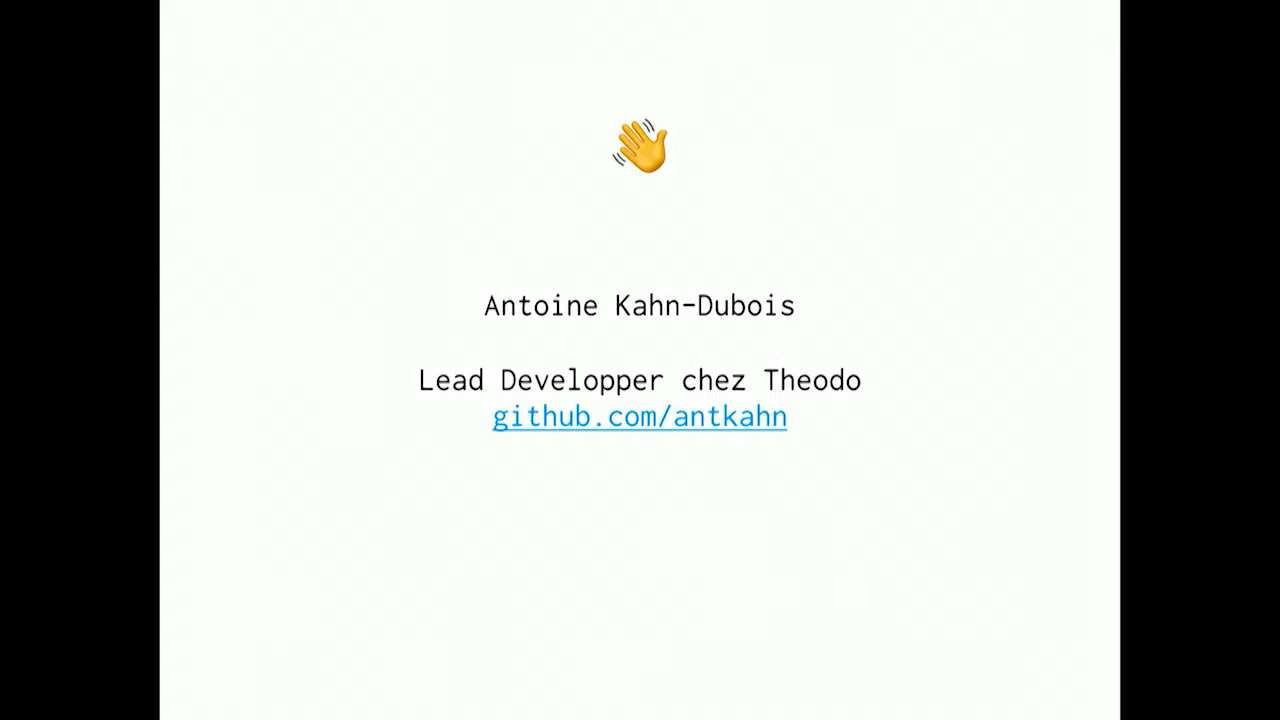 Antoine Kahn-Dubois
Lead Developper chez Theodo
github.com/antkahn